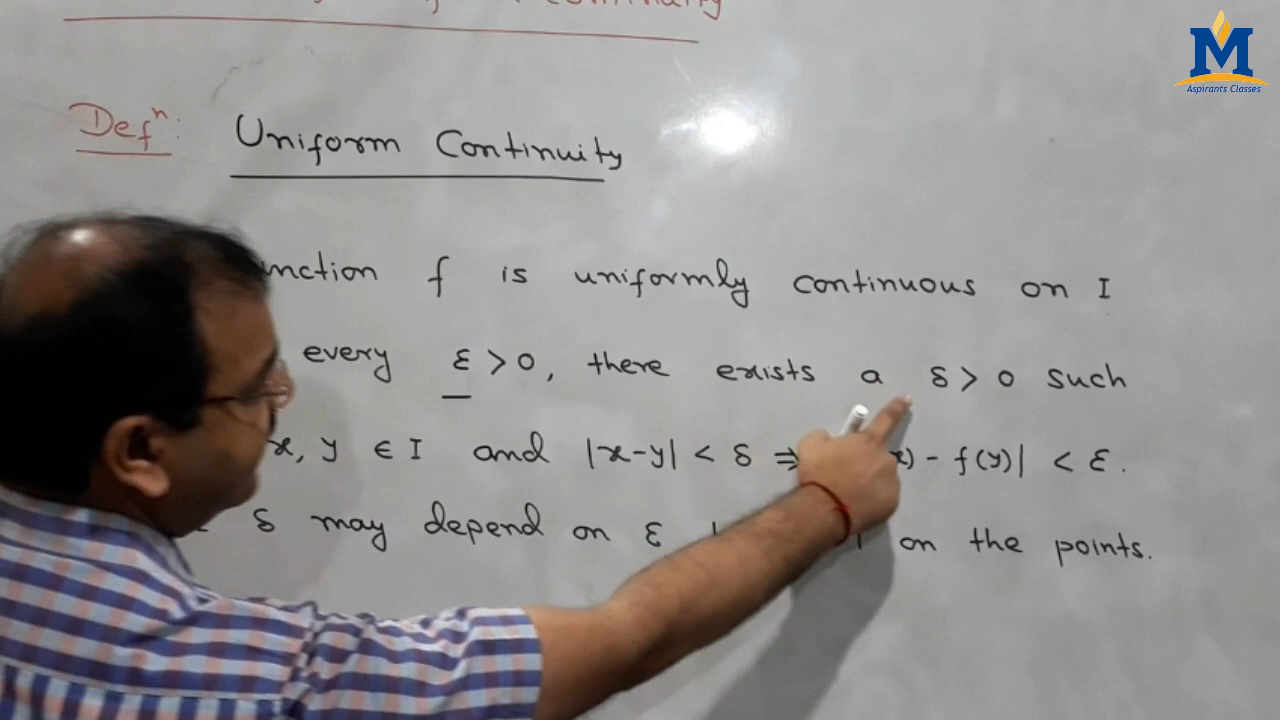 Continuity
M
Aspirants Classes
Defⁿ: Uniform Continuity
f is uniformly continuous on I
every ε > 0, there exists a δ > 0 such
x, y ∈ I and |x-y| < δ ⇒ - f(y)| < ε.
δ may depend on ε on the points.